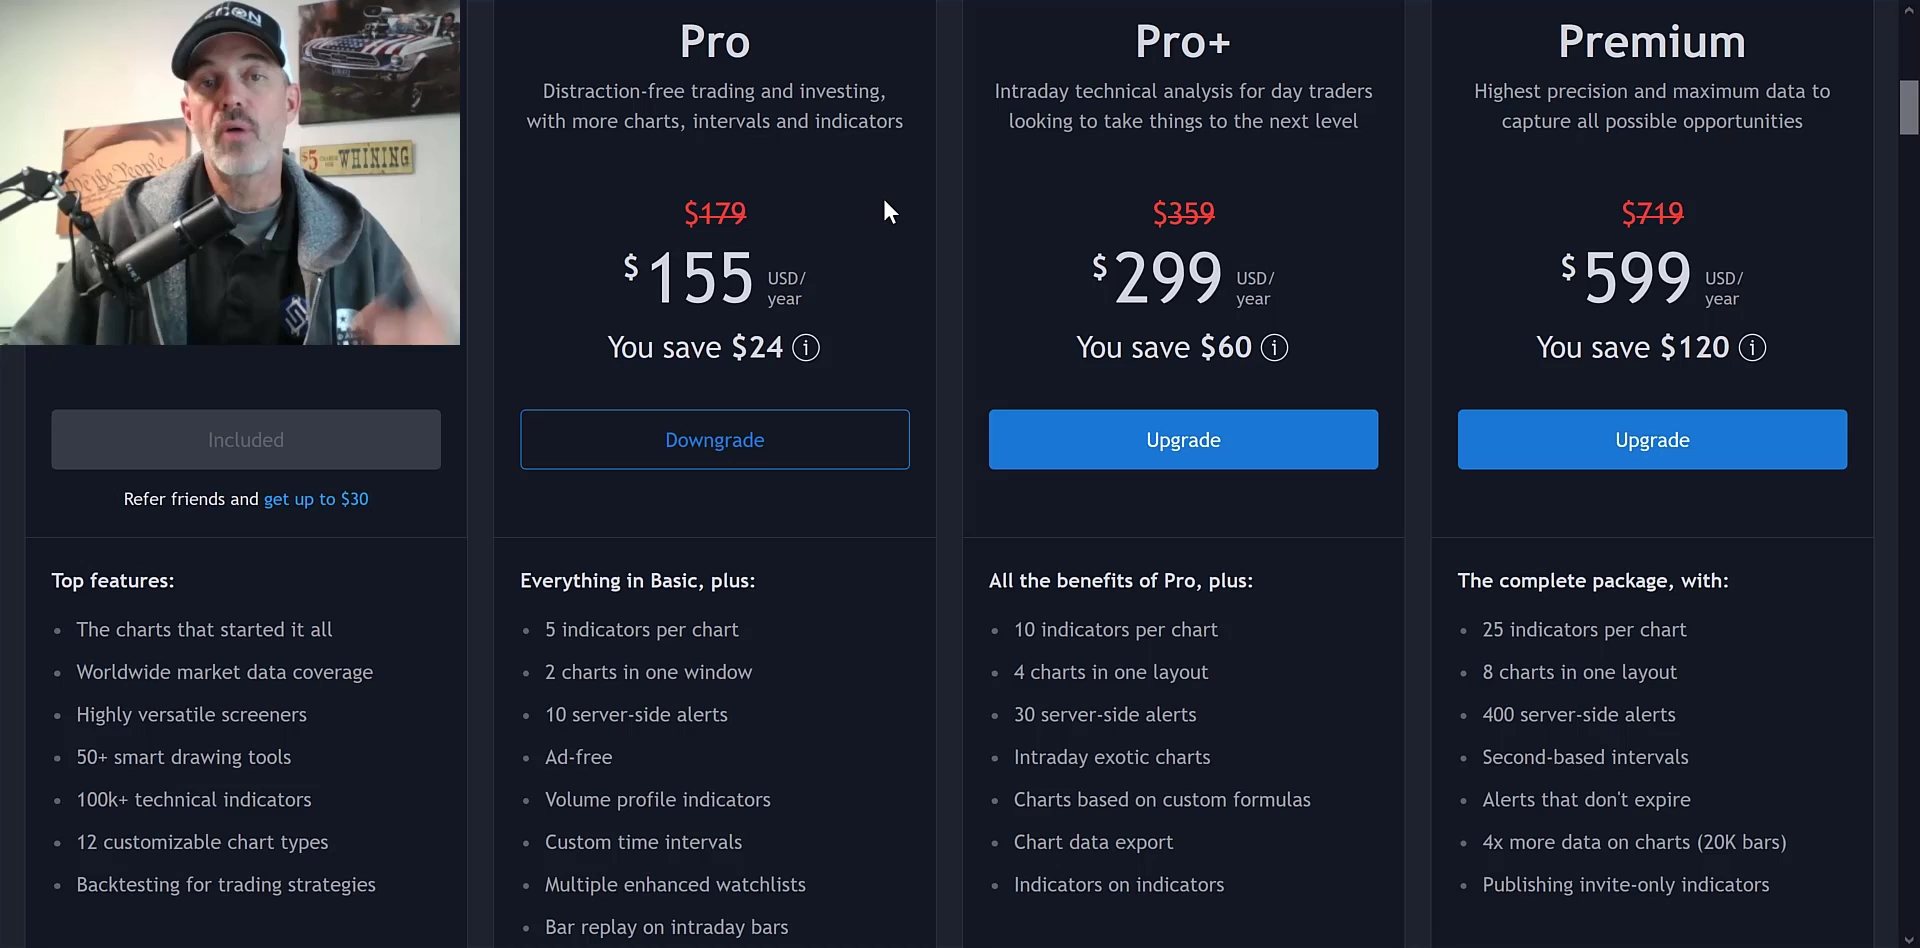 We the People
$5 CHARGE FOR WHINING
Pro
Distraction-free trading and investing,
with more charts, intervals and indicators
$179
$155 USD/
year
You save $24
Downgrade
Pro+
Intraday technical analysis for day traders
looking to take things to the next level
$359
$299 USD/
year
You save $60
Upgrade
Premium
Highest precision and maximum data to
capture all possible opportunities
$719
$599 USD/
year
You save $120
Upgrade
Included
Refer friends and get up to $30
Top features:
• The charts that started it all
• Worldwide market data coverage
• Highly versatile screeners
• 50+ smart drawing tools
• 100k+ technical indicators
• 12 customizable chart types
• Backtesting for trading strategies
Everything in Basic, plus:
• 5 indicators per chart
• 2 charts in one window
• 10 server-side alerts
• Ad-free
• Volume profile indicators
• Custom time intervals
• Multiple enhanced watchlists
• Bar replay on intraday bars
All the benefits of Pro, plus:
• 10 indicators per chart
• 4 charts in one layout
• 30 server-side alerts
• Intraday exotic charts
• Charts based on custom formulas
• Chart data export
• Indicators on indicators
The complete package, with:
• 25 indicators per chart
• 8 charts in one layout
• 400 server-side alerts
• Second-based intervals
• Alerts that don't expire
• 4x more data on charts (20K bars)
• Publishing invite-only indicators